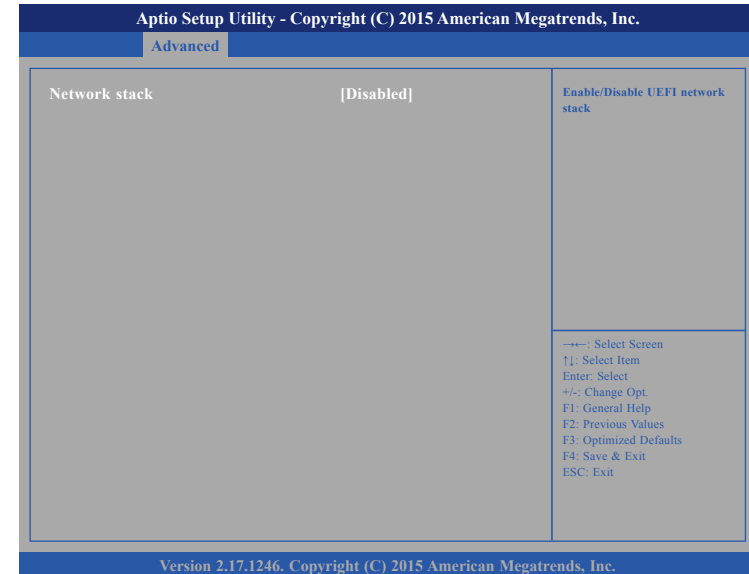 Aptio Setup Utility - Copyright (C) 2015 American Megatrends, Inc.
Advanced
Network stack [Disabled]
Enable/Disable UEFI network
stack
→←: Select Screen
↑↓: Select Item
Enter: Select
+/-: Change Opt.
F1: General Help
F2: Previous Values
F3: Optimized Defaults
F4: Save & Exit
ESC: Exit
Version 2.17.1246. Copyright (C) 2015 American Megatrends, Inc.